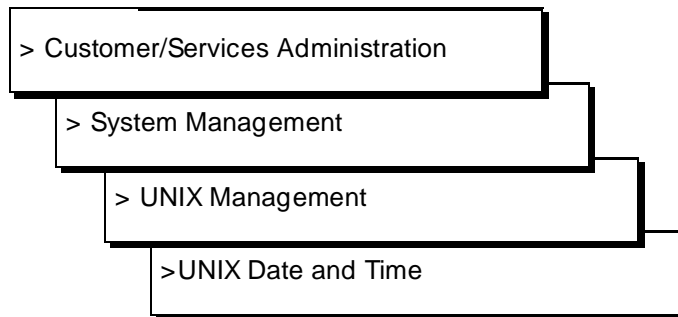 > Customer/Services Administration
> System Management
> UNIX Management
>UNIX Date and Time